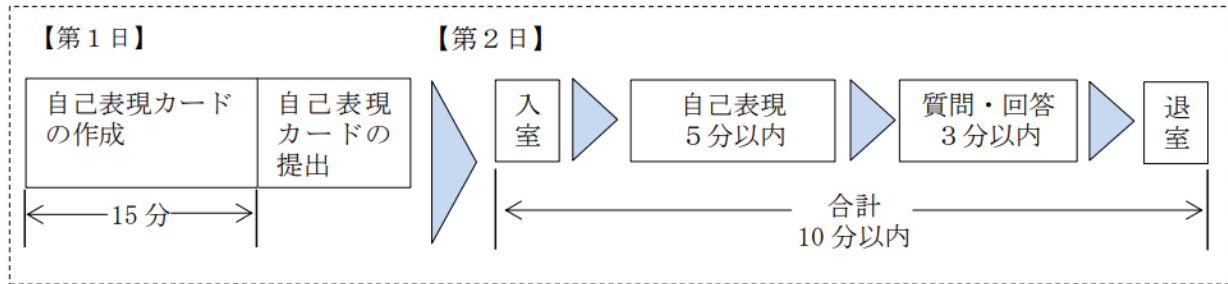 【第１日】
【第２日】
自己表現カード
の作成
自己表現
カードの
提出
入
室
自己表現
５分以内
質問・回答
３分以内
退
室
15 分
合計
10 分以内